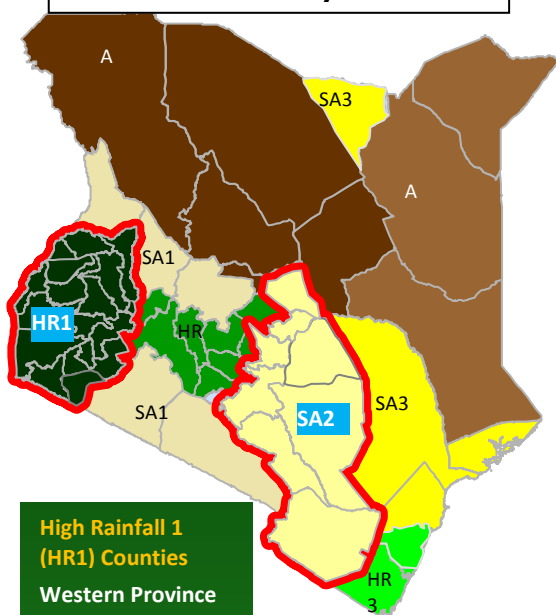 A
SA3
A
SA1
HR1
HR
SA2
SA3
SA1
High Rainfall 1
(HR1) Counties
Western Province
HR
3